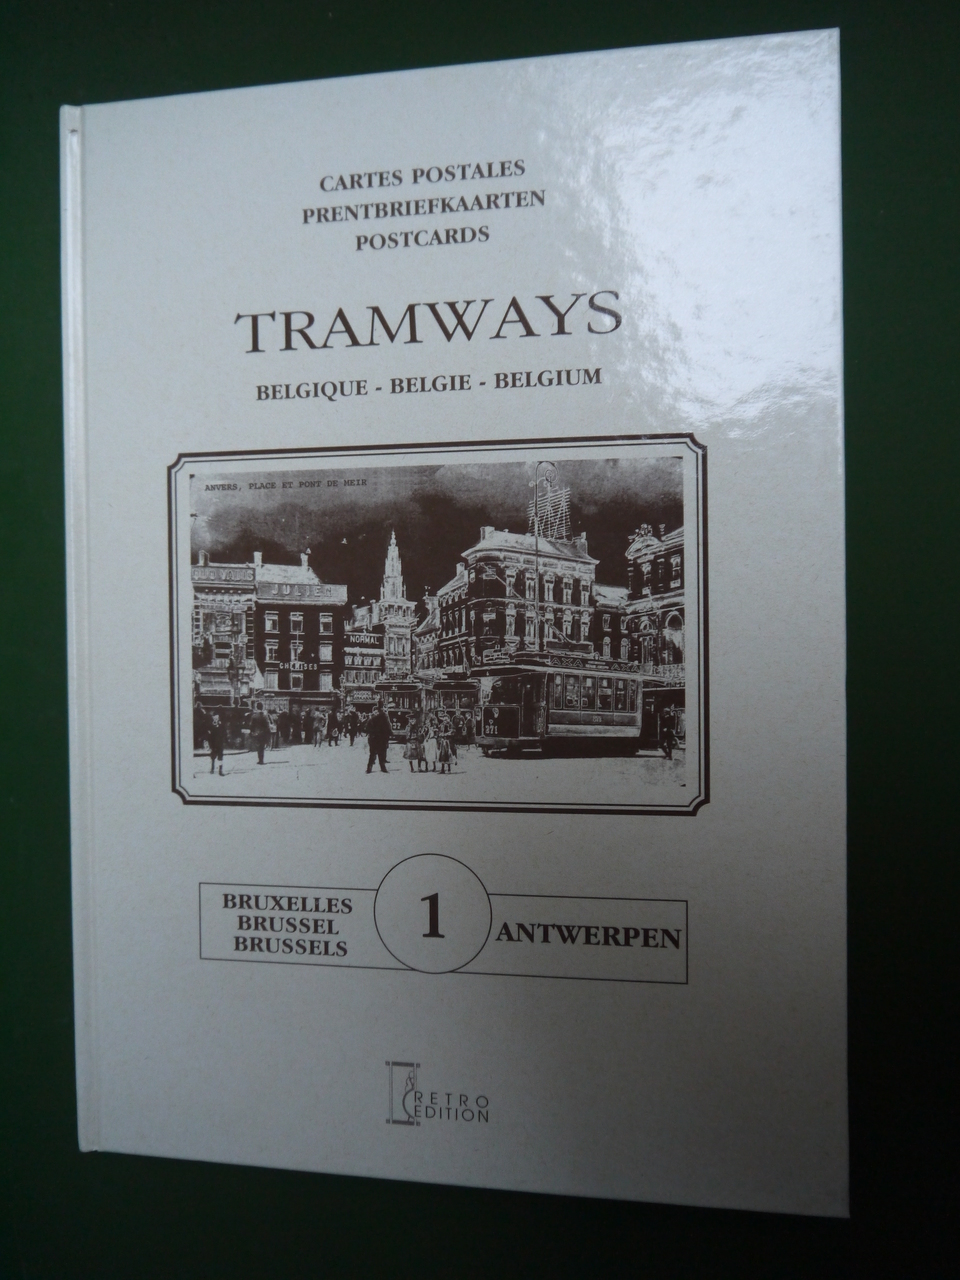 CARTES POSTALES
PRENTBRIEFKAARTEN
POSTCARDS
TRAMWAYS
BELGIQUE - BELGIE - BELGIUM
ANVERS, PLACE ET PONT DE MEIR
JULIEN
NORMAL
CHEMISES
271
BRUXELLES
BRUSSEL
BRUSSELS
1
ANTWERPEN
RETRO
EDITION